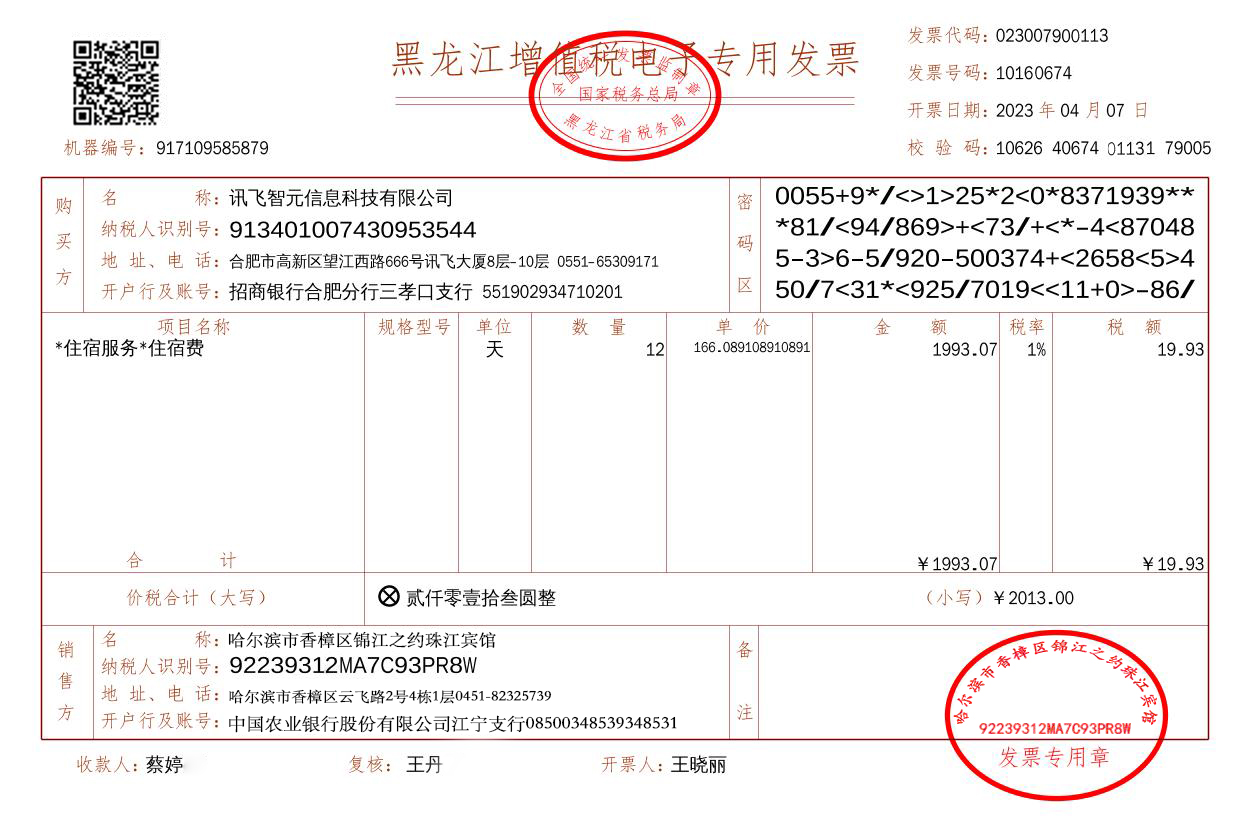 黑龙江增值税电子专用发票
全国统一发票监制章
国家税务总局
黑龙江省税务局
发票代码：023007900113
发票号码：10160674
开票日期：2023 年 04 月 07 日
机器编号：917109585879
校 验 码：10626 40674 01131 79005
购买方
名 称：讯飞智元信息科技有限公司
纳税人识别号：913401007430953544
地 址、电 话：合肥市高新区望江西路666号讯飞大厦8层-10层 0551-65309171
开户行及账号：招商银行合肥分行三孝口支行 551902934710201
密码区
0055+9*/<>1>25*2<0*8371939**
*81/<94/869>+<73/+<*-4<87048
5-3>6-5/920-500374+<2658<5>4
50/7<31*<925/7019<<11+0>-86/
项目名称 规格型号 单位 数 量 单 价 金 额 税率 税 额
*住宿服务*住宿费 天 12 166.089108910891 1993.07 1% 19.93
合 计 ￥1993.07 ￥19.93
价税合计（大写） ⊗ 贰仟零壹拾叁圆整 （小写）￥2013.00
销售方
名 称：哈尔滨市香樟区锦江之约珠江宾馆
纳税人识别号：92239312MA7C93PR8W
地 址、电 话：哈尔滨市香樟区云飞路2号4栋1层0451-82325739
开户行及账号：中国农业银行股份有限公司江宁支行08500348539348531
备注
哈尔滨市香樟区锦江之约珠江宾馆
92239312MA7C93PR8W
发票专用章
收款人：蔡婷 复核：王丹 开票人：王晓丽